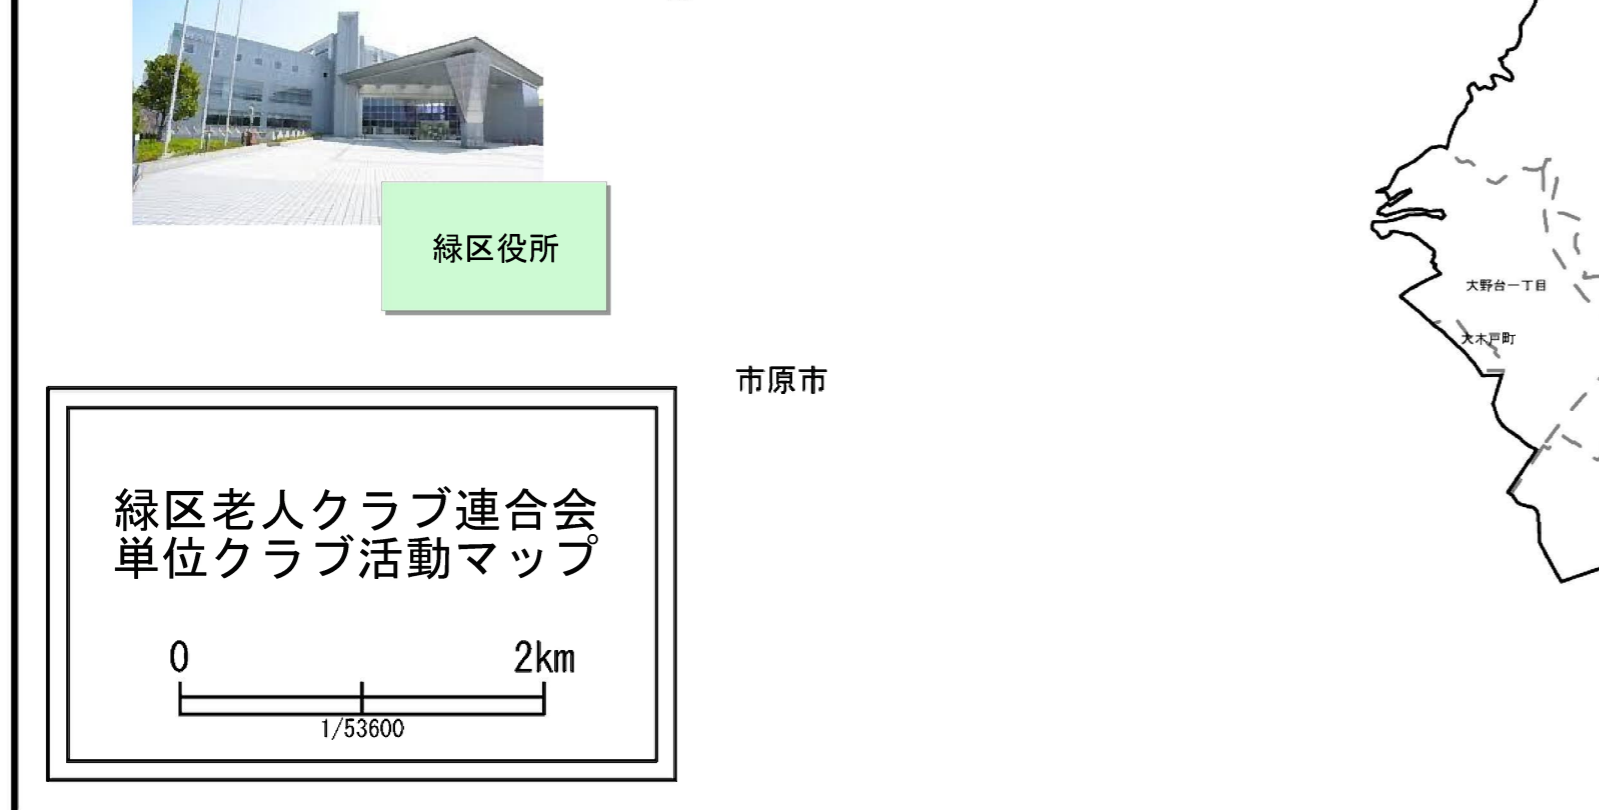 緑区役所
大野台一丁目
大木戸町
市原市
緑区老人クラブ連合会
単位クラブ活動マップ
0 2km
1/53600